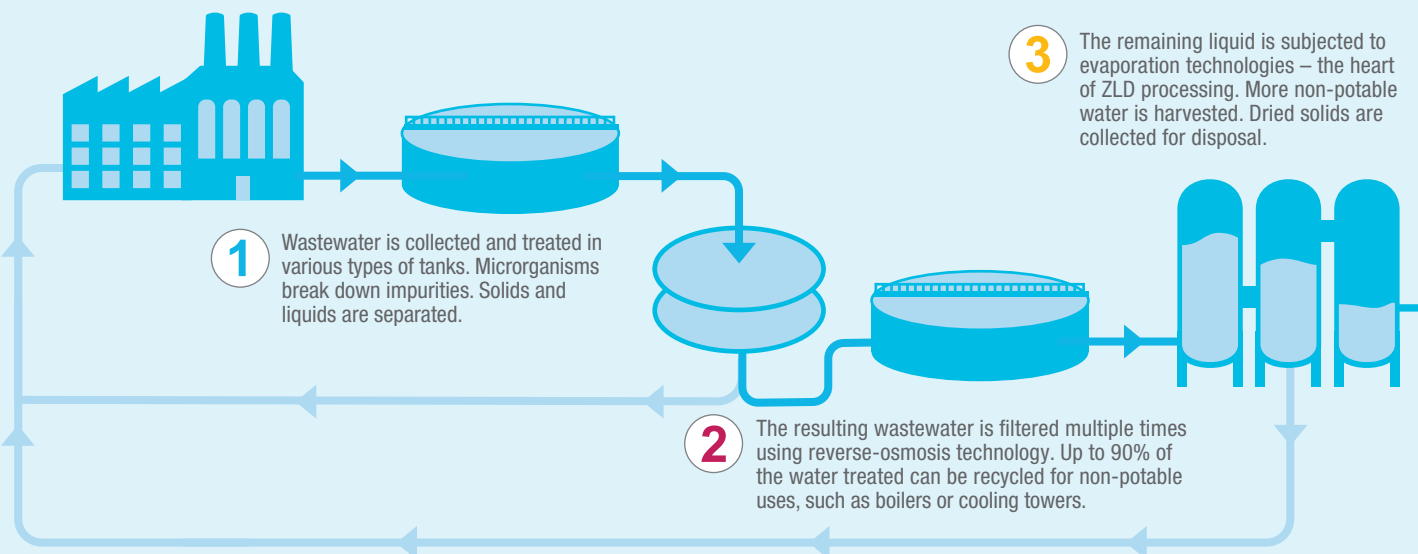 1
Wastewater is collected and treated in
various types of tanks. Microrganisms
break down impurities. Solids and
liquids are separated.
2
The resulting wastewater is filtered multiple times
using reverse-osmosis technology. Up to 90% of
the water treated can be recycled for non-potable
uses, such as boilers or cooling towers.
3
The remaining liquid is subjected to
evaporation technologies – the heart
of ZLD processing. More non-potable
water is harvested. Dried solids are
collected for disposal.